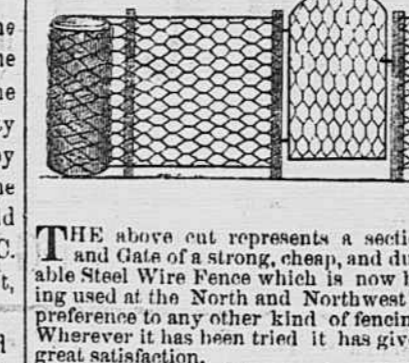 THE above cut represents a secti
and Gate of a strong, cheap, and du
able Steel Wire Fence which is now b
ing used at the North and Northwest
preference to any other kind of fencin
Wherever it has been tried it has giv
great satisfaction.